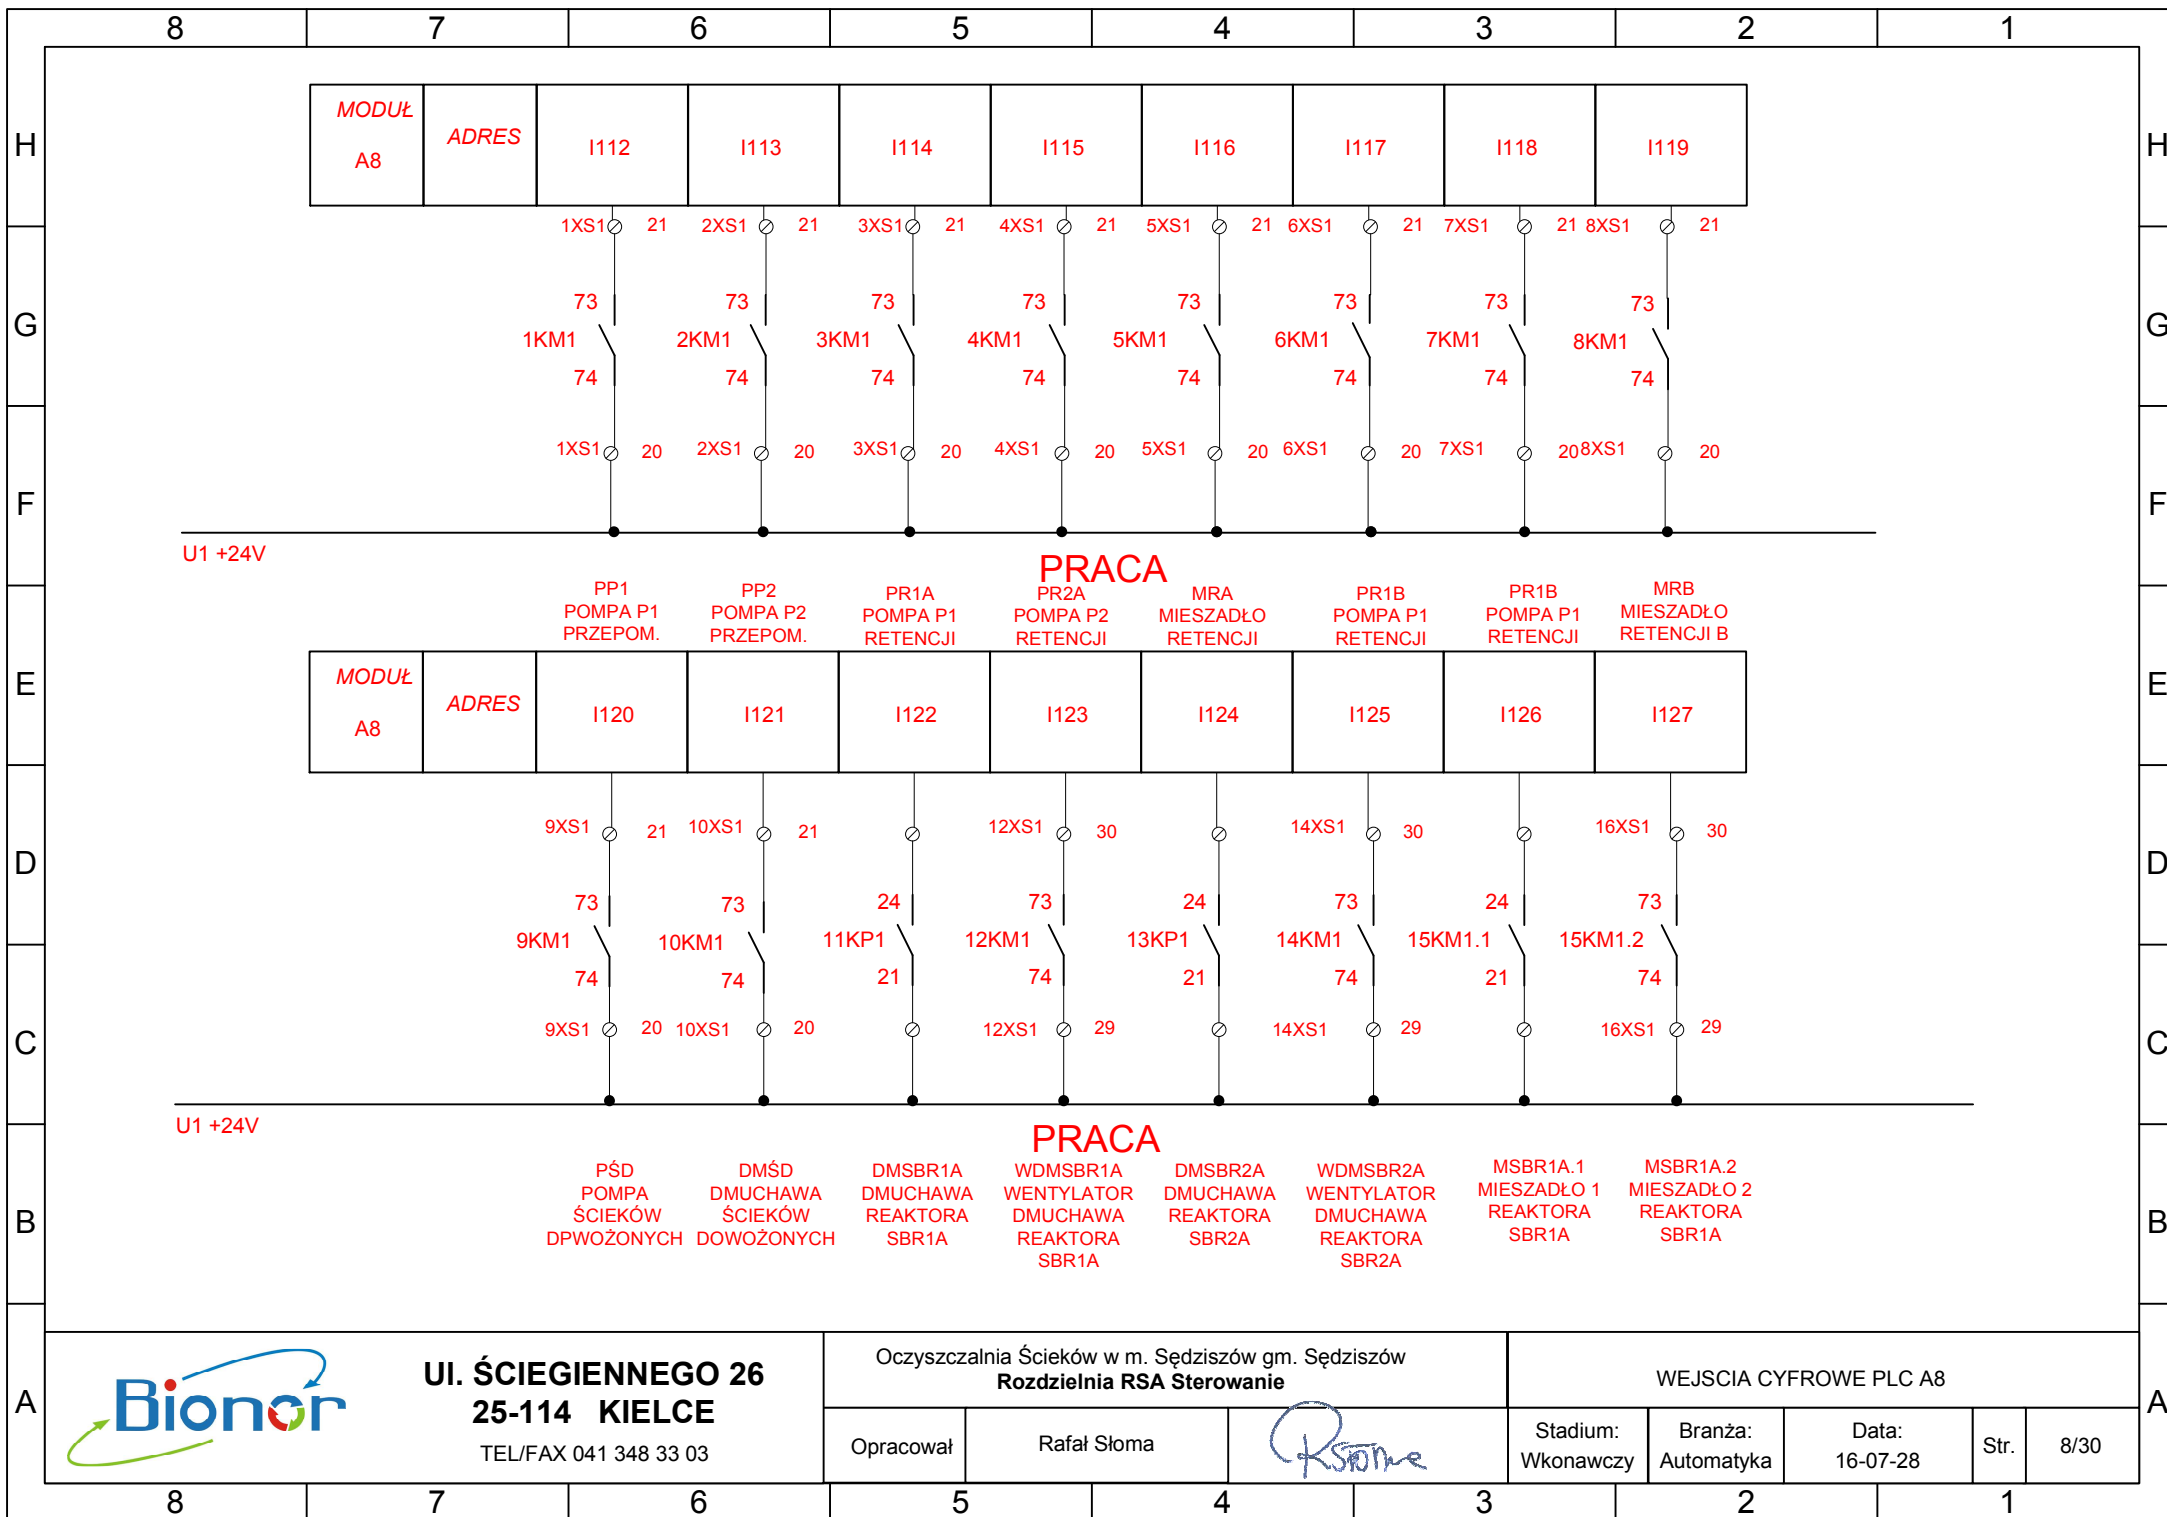 8 7 6 5 4 3 2 1
H H
MODUŁ
A8
ADRES
I112 I113 I114 I115 I116 I117 I118 I119
1XS1 21 2XS1 21 3XS1 21 4XS1 21 5XS1 21 6XS1 21 7XS1 21 8XS1 21
G G
73 73 73 73 73 73 73 73
1KM1 2KM1 3KM1 4KM1 5KM1 6KM1 7KM1 8KM1
74 74 74 74 74 74 74 74
1XS1 20 2XS1 20 3XS1 20 4XS1 20 5XS1 20 6XS1 20 7XS1 20 8XS1 20
F F
U1 +24V
PRACA
PP1
POMPA P1
PRZEPOM.
PP2
POMPA P2
PRZEPOM.
PR1A
POMPA P1
RETENCJI
PR2A
POMPA P2
RETENCJI
MRA
MIESZADŁO
RETENCJI
PR1B
POMPA P1
RETENCJI
PR1B
POMPA P1
RETENCJI
MRB
MIESZADŁO
RETENCJI B
E E
MODUŁ
A8
ADRES
I120 I121 I122 I123 I124 I125 I126 I127
9XS1 21 10XS1 21 12XS1 30 14XS1 30 16XS1 30
D D
73 73 24 73 24 73 24 73
9KM1 10KM1 11KP1 12KM1 13KP1 14KM1 15KM1.1 15KM1.2
74 74 21 74 21 74 21 74
9XS1 20 10XS1 20 12XS1 29 14XS1 29 16XS1 29
C C
U1 +24V
PRACA
PŚD
POMPA
ŚCIEKÓW
DPWOŻONYCH
DMŚD
DMUCHAWA
ŚCIEKÓW
DOWOŻONYCH
DMSBR1A
DMUCHAWA
REAKTORA
SBR1A
WDMSBR1A
WENTYLATOR
DMUCHAWA
REAKTORA
SBR1A
DMSBR2A
DMUCHAWA
REAKTORA
SBR2A
WDMSBR2A
WENTYLATOR
DMUCHAWA
REAKTORA
SBR2A
MSBR1A.1
MIESZADŁO 1
REAKTORA
SBR1A
MSBR1A.2
MIESZADŁO 2
REAKTORA
SBR1A
B B
A A
Bionor
Ul. ŚCIEGIENNEGO 26
25-114 KIELCE
TEL/FAX 041 348 33 03
Oczyszczalnia Ścieków w m. Sędziszów gm. Sędziszów
Rozdzielnia RSA Sterowanie
Opracował
Rafał Słoma
WEJSCIA CYFROWE PLC A8
Stadium:
Wkonawczy
Branża:
Automatyka
Data:
16-07-28
Str.
8/30
8 7 6 5 4 3 2 1